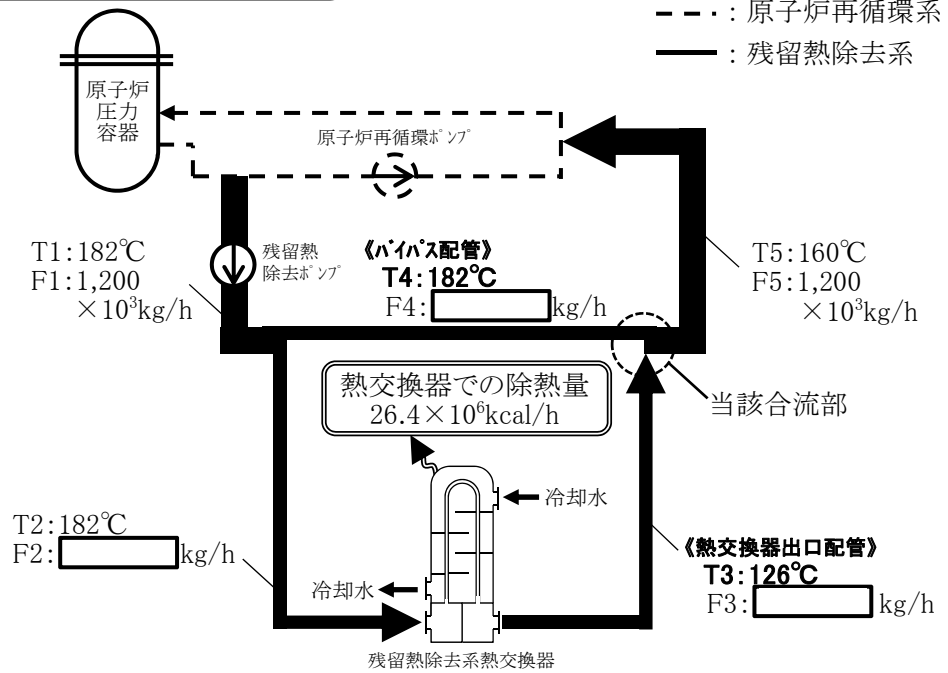 －－－：原子炉再循環系
━━━：残留熱除去系
原子炉
圧力
容器
原子炉再循環ﾎﾟﾝﾌﾟ
T1:182℃
F1:1,200
×10³kg/h
残留熱
除去ﾎﾟﾝﾌﾟ
《ﾊﾞｲﾊﾟｽ配管》
T4:182℃
F4: kg/h
T5:160℃
F5:1,200
×10³kg/h
熱交換器での除熱量
26.4×10⁶kcal/h
当該合流部
冷却水
T2:182℃
F2: kg/h
冷却水
《熱交換器出口配管》
T3:126℃
F3: kg/h
残留熱除去系熱交換器